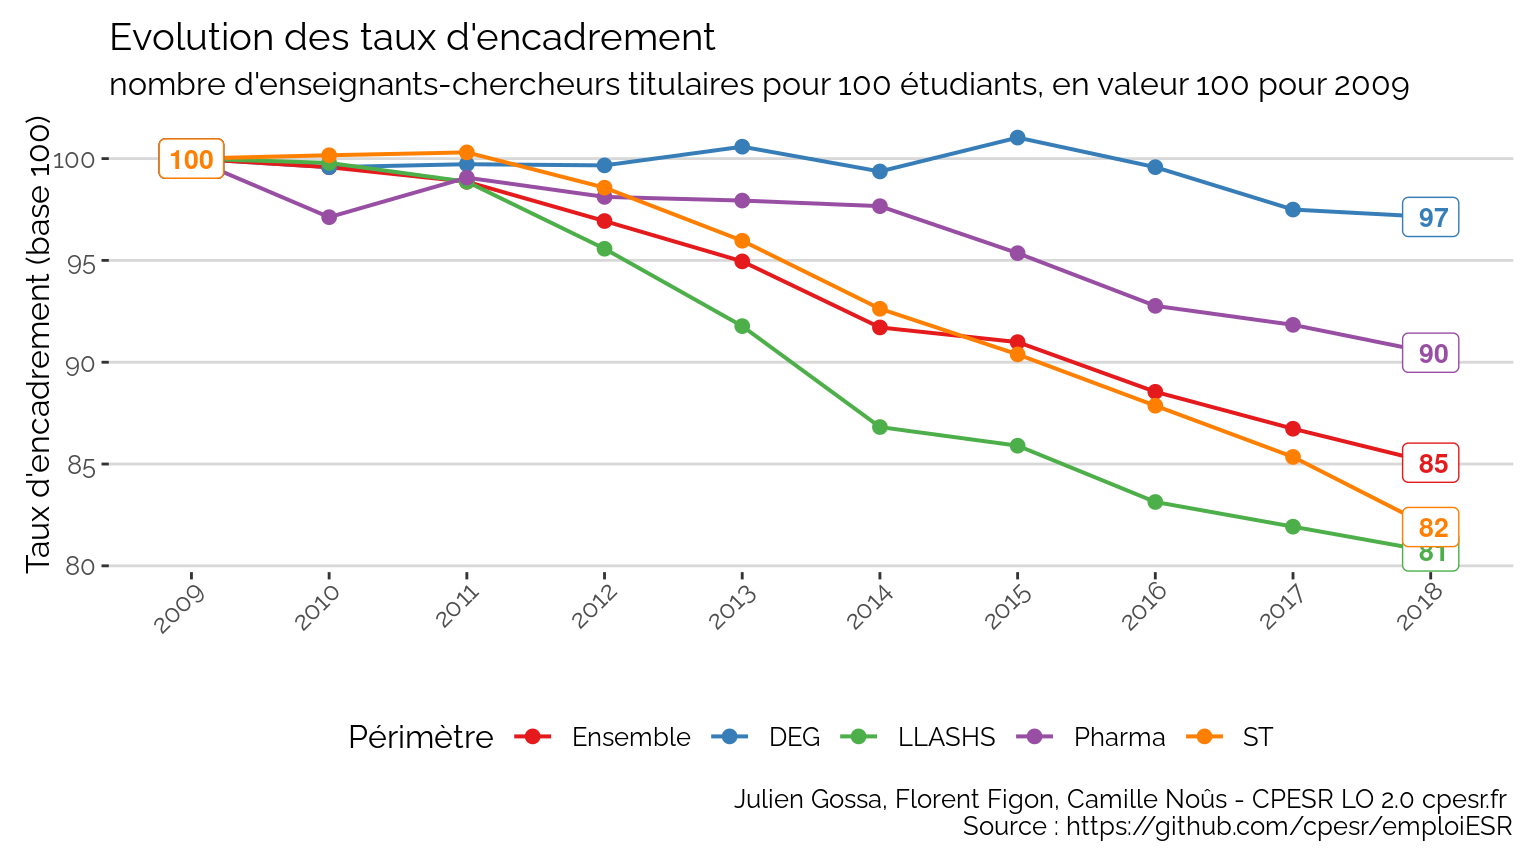 Evolution des taux d'encadrement
nombre d'enseignants-chercheurs titulaires pour 100 étudiants, en valeur 100 pour 2009
Taux d'encadrement (base 100)
100
95
90
85
80
100
97
90
85
82
81
2009
2010
2011
2012
2013
2014
2015
2016
2017
2018
Périmètre
Ensemble
DEG
LLASHS
Pharma
ST
Julien Gossa, Florent Figon, Camille Noûs - CPESR LO 2.0 cpesr.fr
Source : https://github.com/cpesr/emploiESR